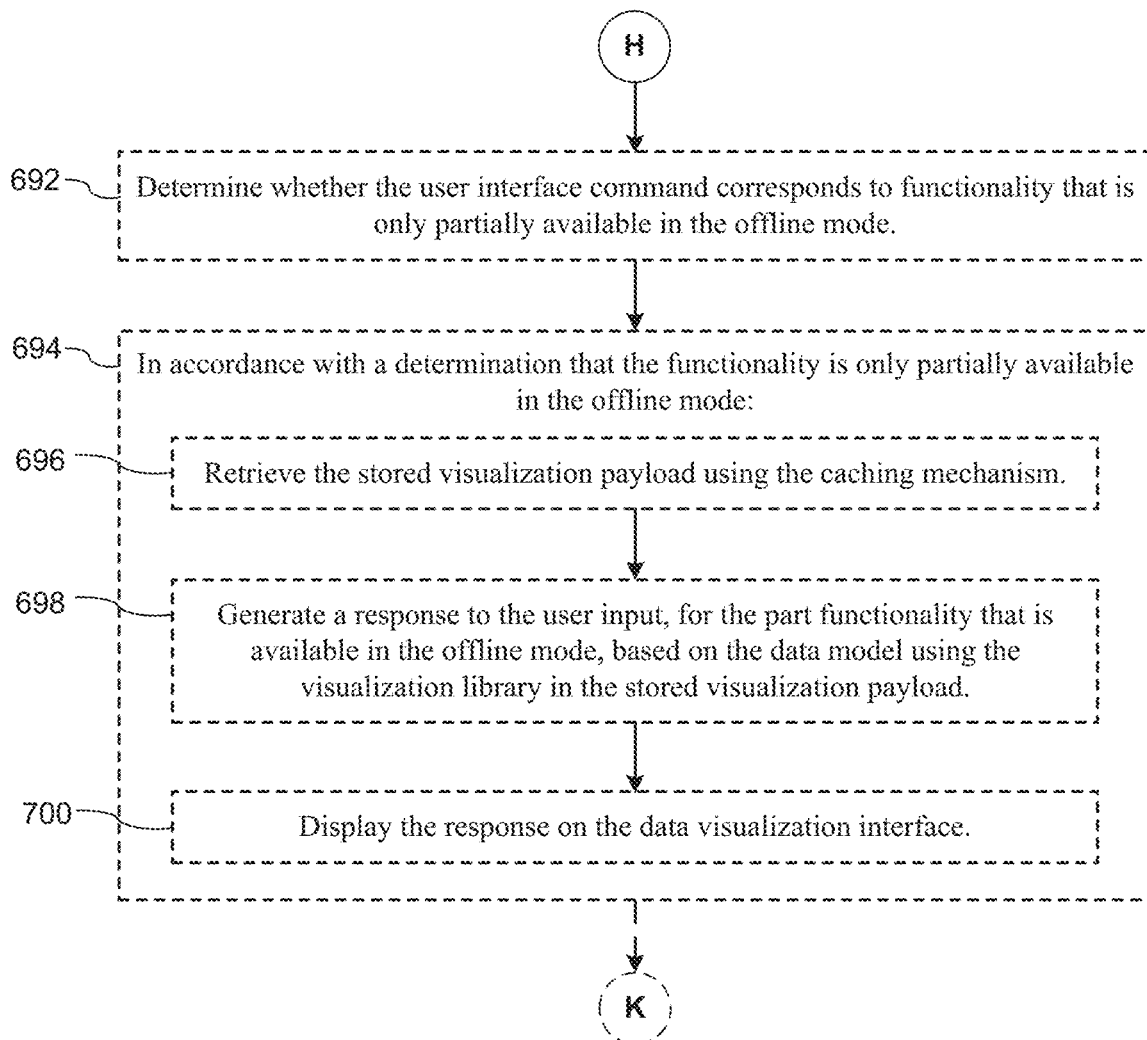 H
692
Determine whether the user interface command corresponds to functionality that is
only partially available in the offline mode.
694
In accordance with a determination that the functionality is only partially available
in the offline mode:
696
Retrieve the stored visualization payload using the caching mechanism.
698
Generate a response to the user input, for the part functionality that is
available in the offline mode, based on the data model using the
visualization library in the stored visualization payload.
700
Display the response on the data visualization interface.
K